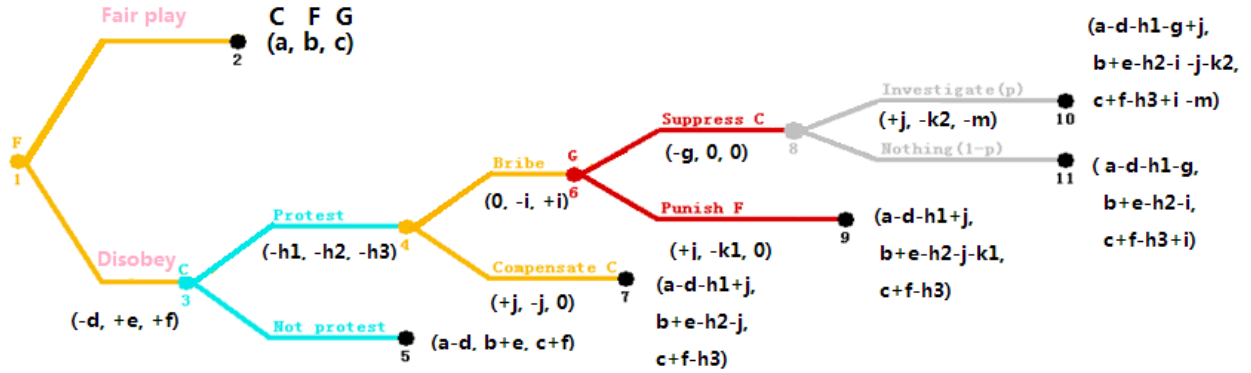 Fair play
C F G
(a, b, c)
2
F
1
Disobey
(-d, +e, +f)
C
3
Protest
(-h1, -h2, -h3)
Not protest
5
(a-d, b+e, c+f)
4
Bribe
(0, -i, +i)
Compensate C
(+j, -j, 0)
7
(a-d-h1+j,
b+e-h2-j,
c+f-h3)
G
6
Suppress C
(-g, 0, 0)
Punish F
(+j, -k1, 0)
9
(a-d-h1+j,
b+e-h2-j-k1,
c+f-h3)
8
Investigate(p)
(+j, -k2, -m)
10
(a-d-h1-g+j,
b+e-h2-i -j-k2,
c+f-h3+i -m)
Nothing(1-p)
11
( a-d-h1-g,
b+e-h2-i,
c+f-h3+i)